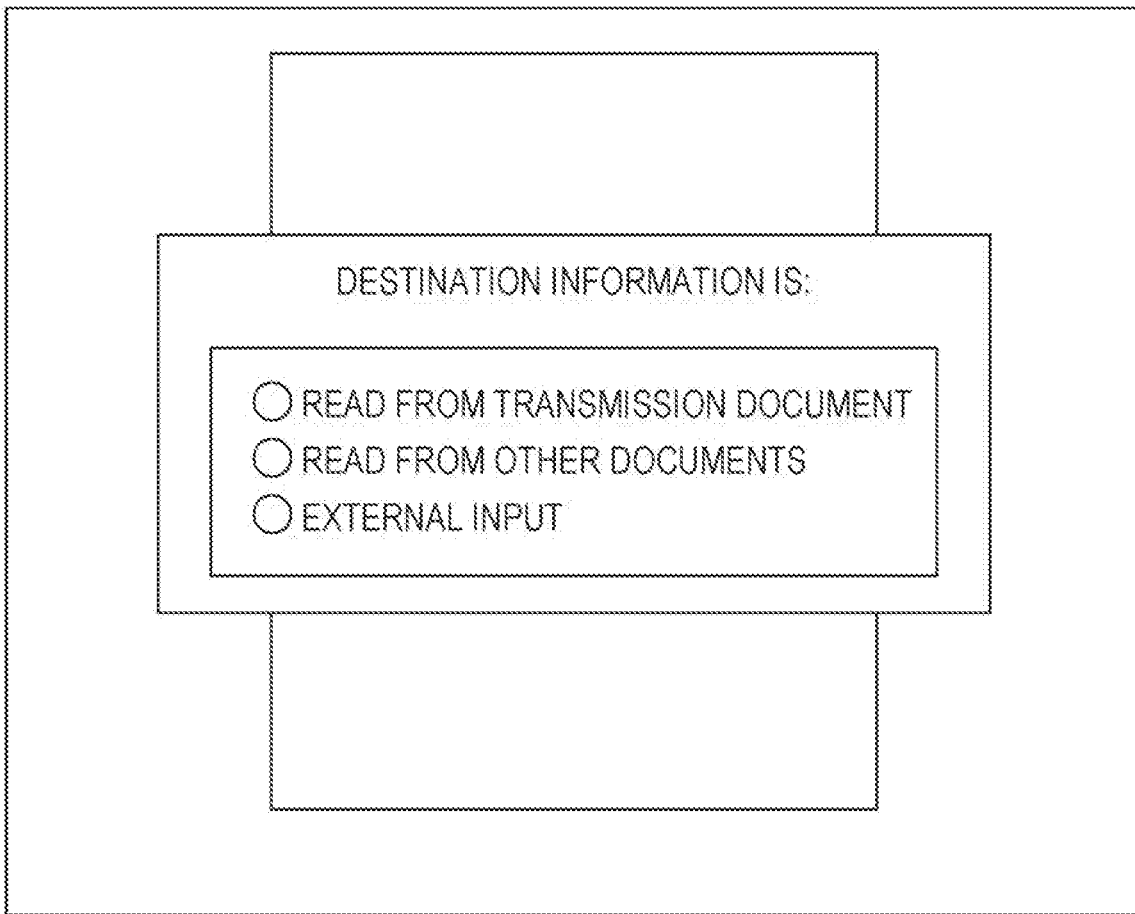 DESTINATION INFORMATION IS:
READ FROM TRANSMISSION DOCUMENT
READ FROM OTHER DOCUMENTS
EXTERNAL INPUT